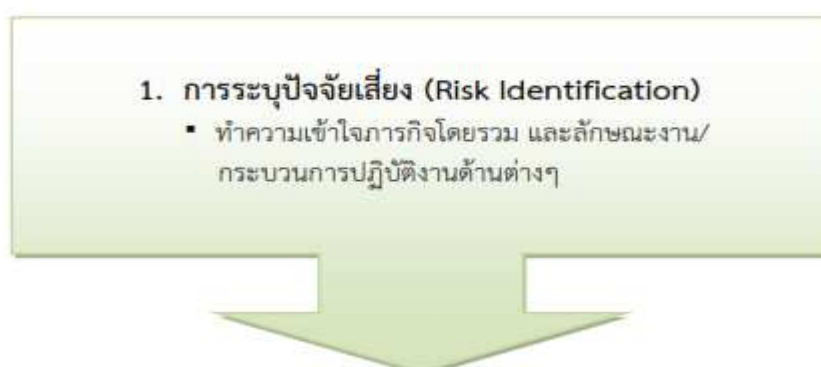 1. การระบุปัจจัยเสี่ยง (Risk Identification)
▪ ทำความเข้าใจภารกิจโดยรวม และลักษณะงาน/
กระบวนการปฏิบัติงานด้านต่างๆ